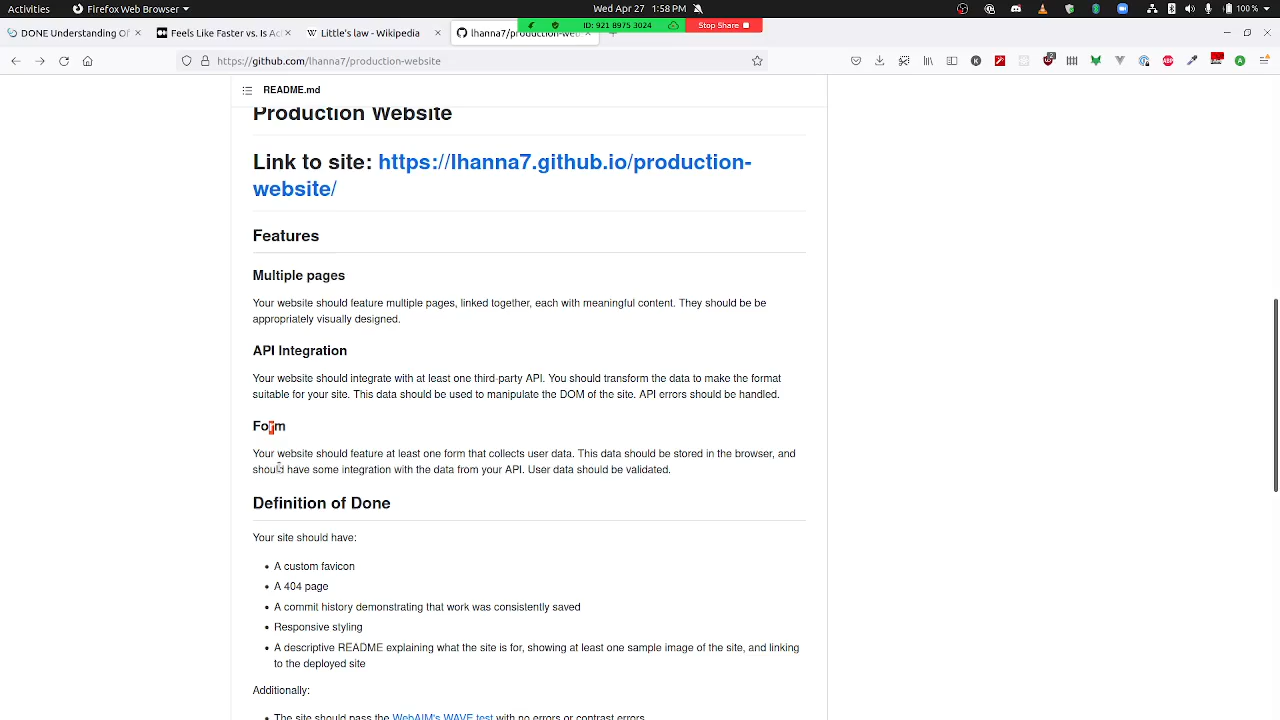 Activities
Firefox Web Browser
Wed Apr 27 1:58 PM
100 %
DONE Understanding Of
Feels Like Faster vs. Is Ac
Little's law - Wikipedia
lhanna7/production-web
ID: 921 8975 3024
Stop Share
https://github.com/lhanna7/production-website
README.md
Production Website
Link to site: https://lhanna7.github.io/production-
website/
Features
Multiple pages
Your website should feature multiple pages, linked together, each with meaningful content. They should be be
appropriately visually designed.
API Integration
Your website should integrate with at least one third-party API. You should transform the data to make the format
suitable for your site. This data should be used to manipulate the DOM of the site. API errors should be handled.
Form
Your website should feature at least one form that collects user data. This data should be stored in the browser, and
should have some integration with the data from your API. User data should be validated.
Definition of Done
Your site should have:
• A custom favicon
• A 404 page
• A commit history demonstrating that work was consistently saved
• Responsive styling
• A descriptive README explaining what the site is for, showing at least one sample image of the site, and linking
to the deployed site
Additionally:
• The site should pass the WebAIM's WAVE test with no errors or contrast errors